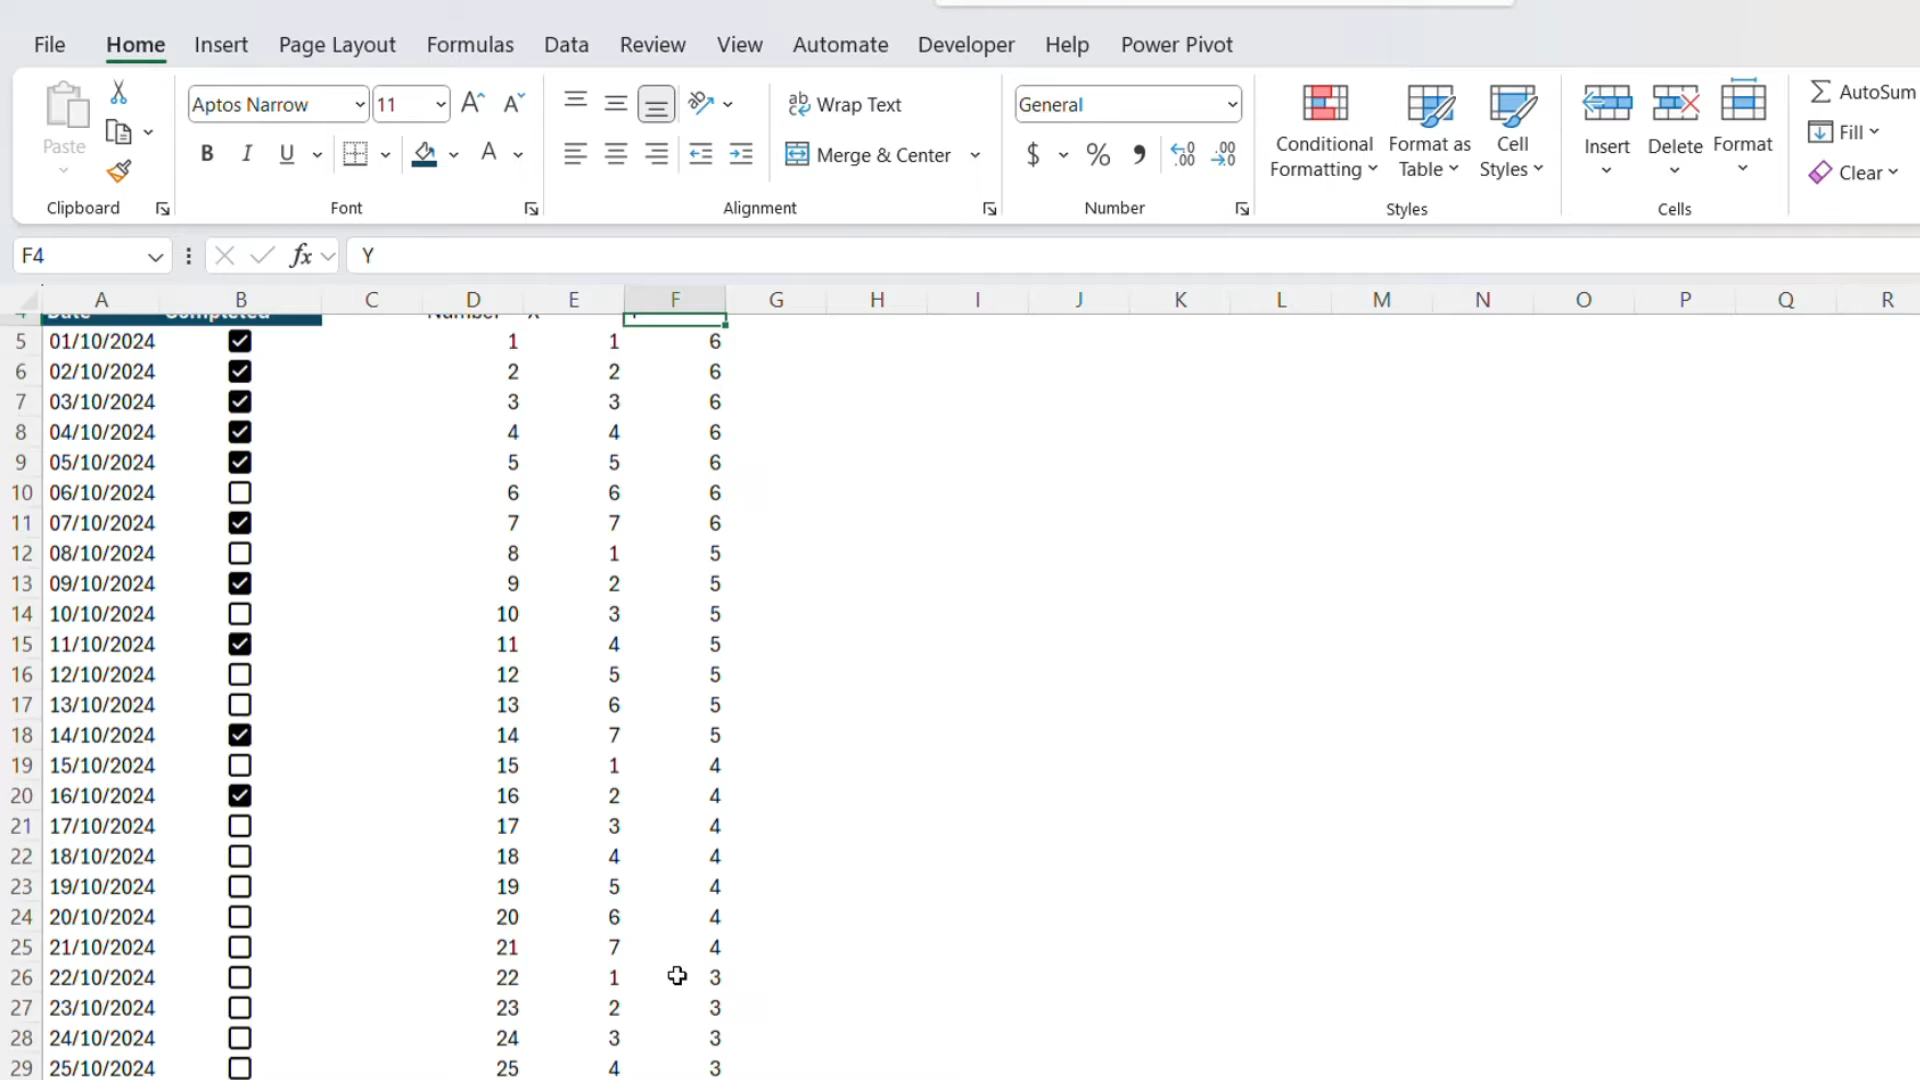 File Home Insert Page Layout Formulas Data Review View Automate Developer Help Power Pivot
Aptos Narrow 11 ab Wrap Text General AutoSum
Paste B I U A Merge & Center $ % Conditional Formatting Format as Table Cell Styles Insert Delete Format Fill
Clear
Clipboard Font Alignment Number Styles Cells
F4 fx Y
A B C D E F G H I J K L M N O P Q R
4 Date Completed Number X
5 01/10/2024 1 1 6
6 02/10/2024 2 2 6
7 03/10/2024 3 3 6
8 04/10/2024 4 4 6
9 05/10/2024 5 5 6
10 06/10/2024 6 6 6
11 07/10/2024 7 7 6
12 08/10/2024 8 1 5
13 09/10/2024 9 2 5
14 10/10/2024 10 3 5
15 11/10/2024 11 4 5
16 12/10/2024 12 5 5
17 13/10/2024 13 6 5
18 14/10/2024 14 7 5
19 15/10/2024 15 1 4
20 16/10/2024 16 2 4
21 17/10/2024 17 3 4
22 18/10/2024 18 4 4
23 19/10/2024 19 5 4
24 20/10/2024 20 6 4
25 21/10/2024 21 7 4
26 22/10/2024 22 1 3
27 23/10/2024 23 2 3
28 24/10/2024 24 3 3
29 25/10/2024 25 4 3